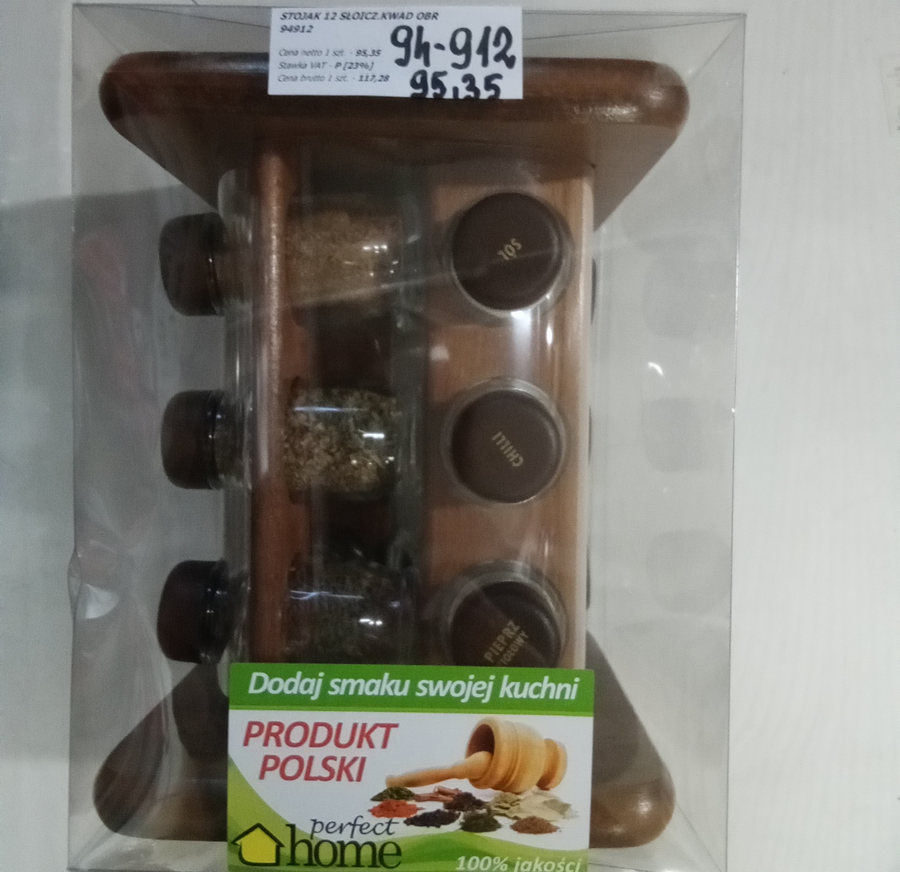 STOJAK 12 SŁOICZ.KWAD OBR
94912
Cena netto 1 szt. - 95,35
Stawka VAT - P [23%]
Cena brutto 1 szt. - 117,28
94-912
95,35
SÓL
CHILLI
PIEPRZ
Dodaj smaku swojej kuchni
PRODUKT
POLSKI
perfect
home
100% jakości